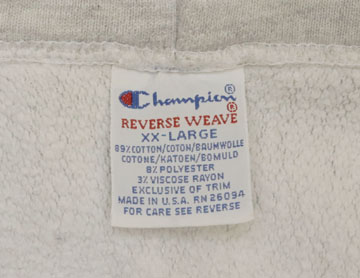 Champion®
REVERSE WEAVE®
XX-LARGE
89% COTTON/COTON/BAUMWOLLE
COTONE/KATOEN/BOMULD
8% POLYESTER
3% VISCOSE RAYON
EXCLUSIVE OF TRIM
MADE IN U.S.A. RN 26094
FOR CARE SEE REVERSE